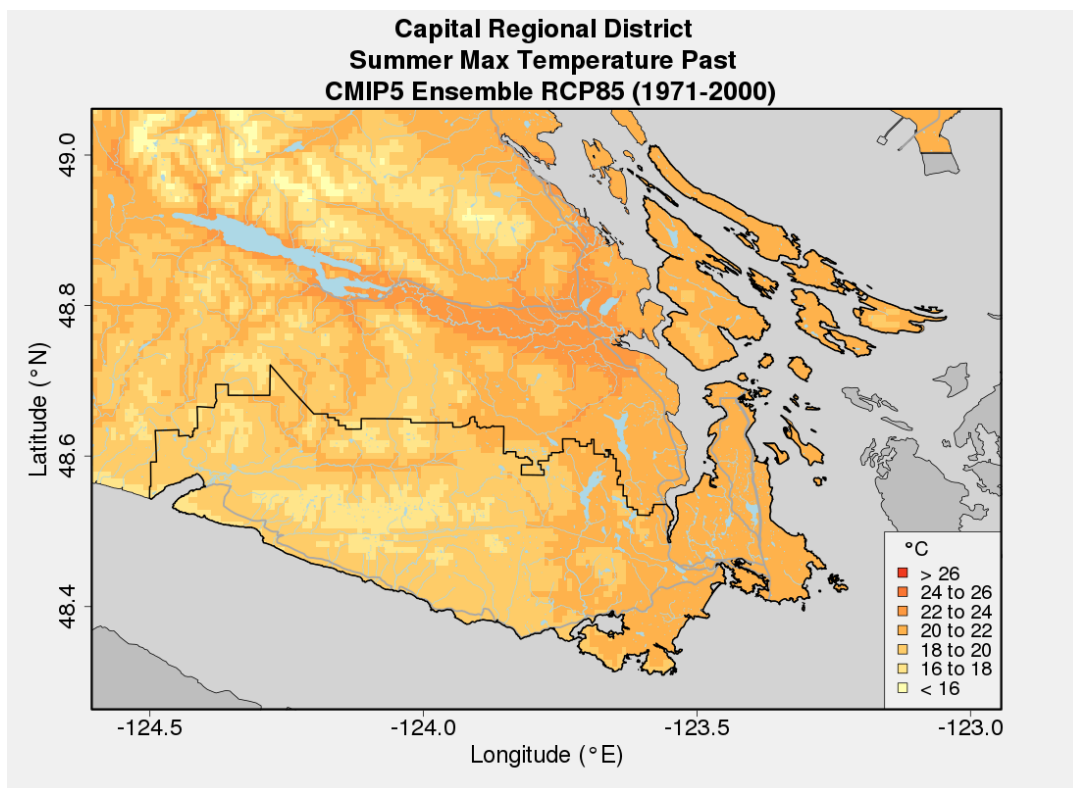 Capital Regional District
Summer Max Temperature Past
CMIP5 Ensemble RCP85 (1971-2000)
49.0
48.8
48.6
48.4
Latitude (°N)
°C
> 26
24 to 26
22 to 24
20 to 22
18 to 20
16 to 18
< 16
-124.5
-124.0
-123.5
-123.0
Longitude (°E)